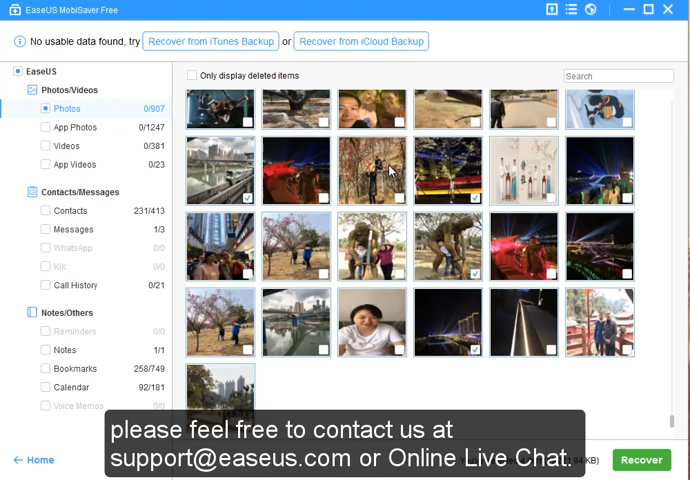 EaseUS MobiSaver Free
No usable data found, try Recover from iTunes Backup or Recover from iCloud Backup
EaseUS
Only display deleted items
Search
Photos/Videos
Photos 0/907
App Photos 0/1247
Videos 0/381
App Videos 0/23
Contacts/Messages
Contacts 231/413
Messages 1/3
WhatsApp 0/0
Kik 0/0
Call History 0/21
Notes/Others
Reminders 0/0
Notes 1/1
Bookmarks 258/749
Calendar 92/181
Voice Memos 0/0
please feel free to contact us at
support@easeus.com or Online Live Chat.
Home
KB)
Recover